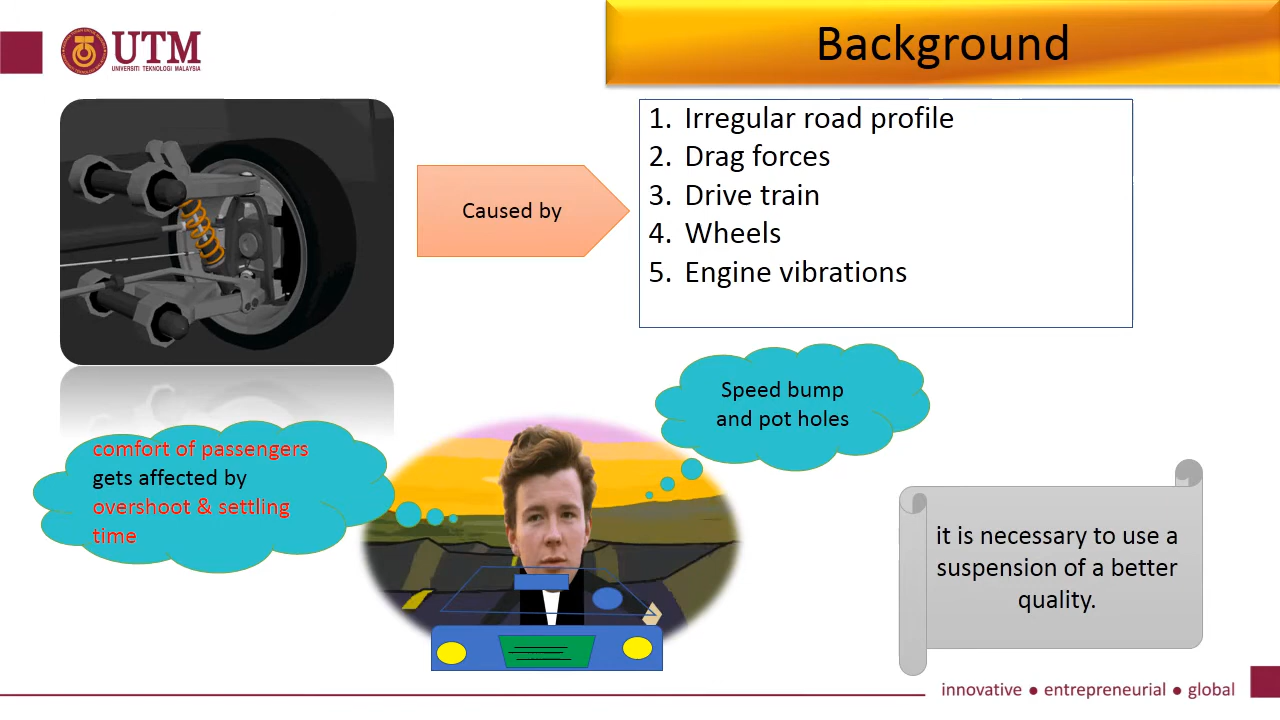 UTM
UNIVERSITI TEKNOLOGI MALAYSIA
Background
Caused by
1. Irregular road profile
2. Drag forces
3. Drive train
4. Wheels
5. Engine vibrations
Speed bump
and pot holes
comfort of passengers
gets affected by
overshoot & settling
time
it is necessary to use a
suspension of a better
quality.
innovative ● entrepreneurial ● global